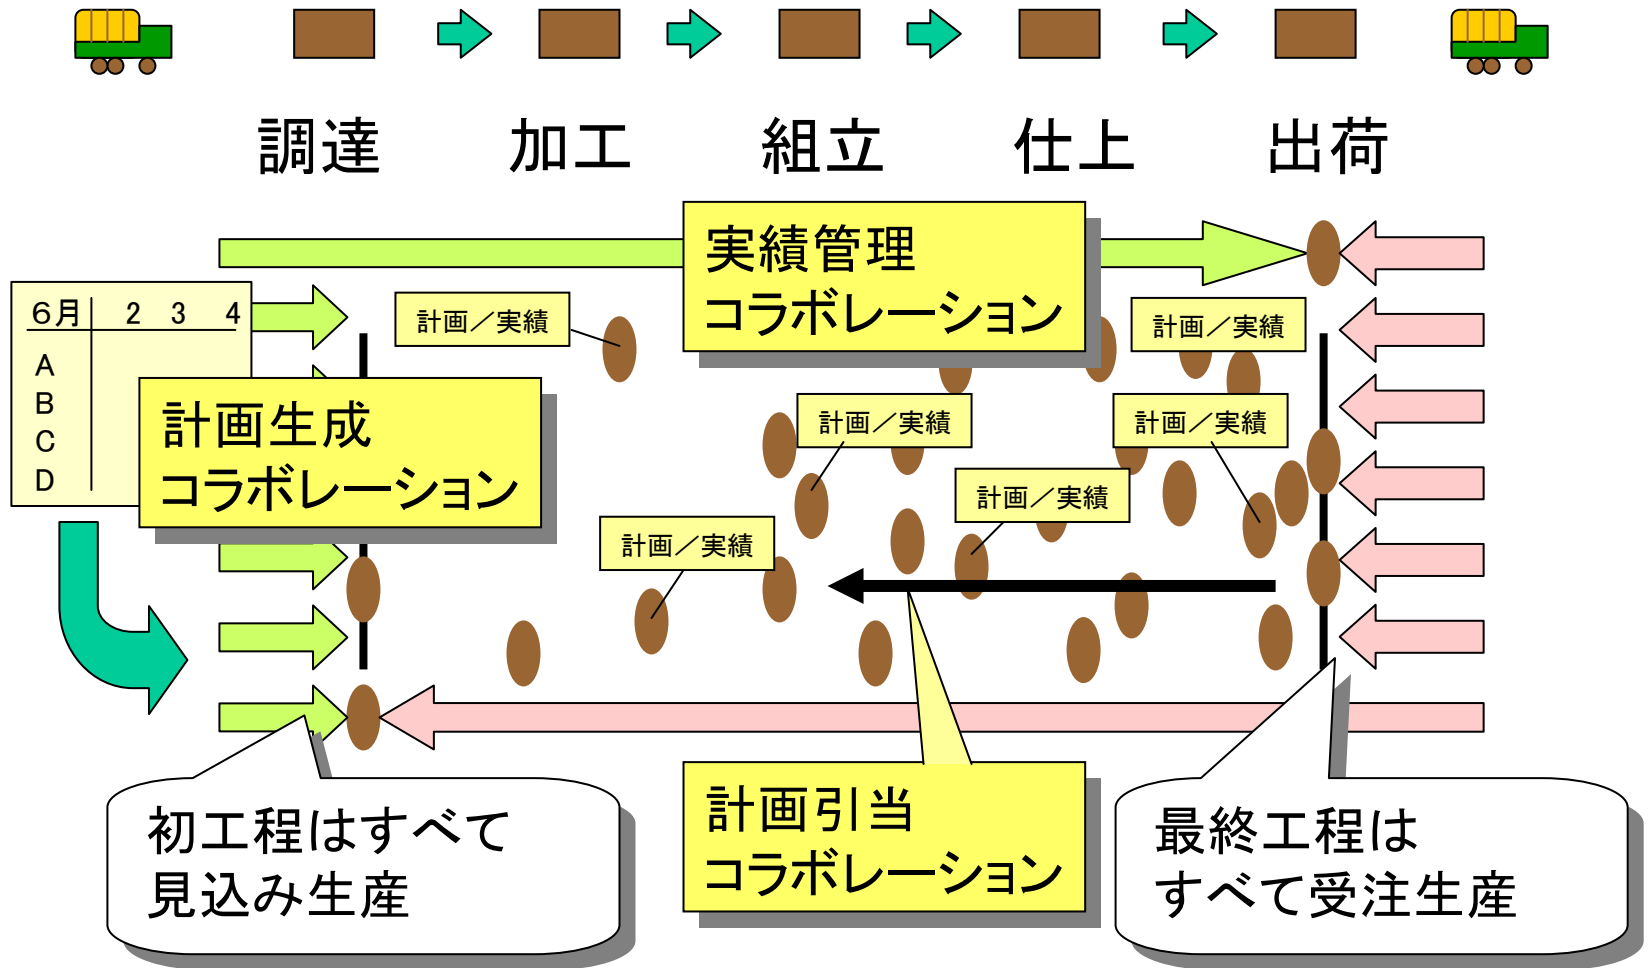 調達 加工 組立 仕上 出荷
実績管理
コラボレーション
6月 2 3 4
A
B
C
D
計画／実績
計画／実績
計画生成
コラボレーション
計画／実績
計画／実績
計画／実績
計画／実績
初工程はすべて
見込み生産
計画引当
コラボレーション
最終工程は
すべて受注生産